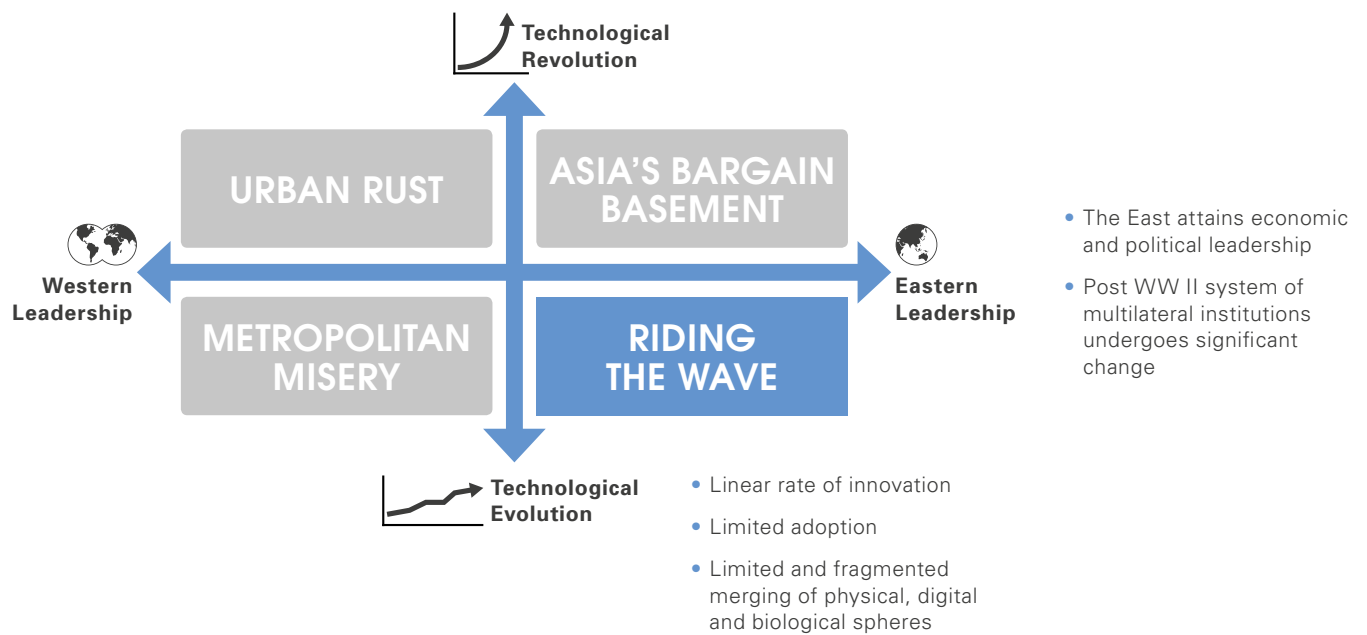 Technological
Revolution
URBAN RUST
ASIA'S BARGAIN
BASEMENT
Western
Leadership
Eastern
Leadership
• The East attains economic
and political leadership
• Post WW II system of
multilateral institutions
undergoes significant
change
METROPOLITAN
MISERY
RIDING
THE WAVE
Technological
Evolution
• Linear rate of innovation
• Limited adoption
• Limited and fragmented
merging of physical, digital
and biological spheres